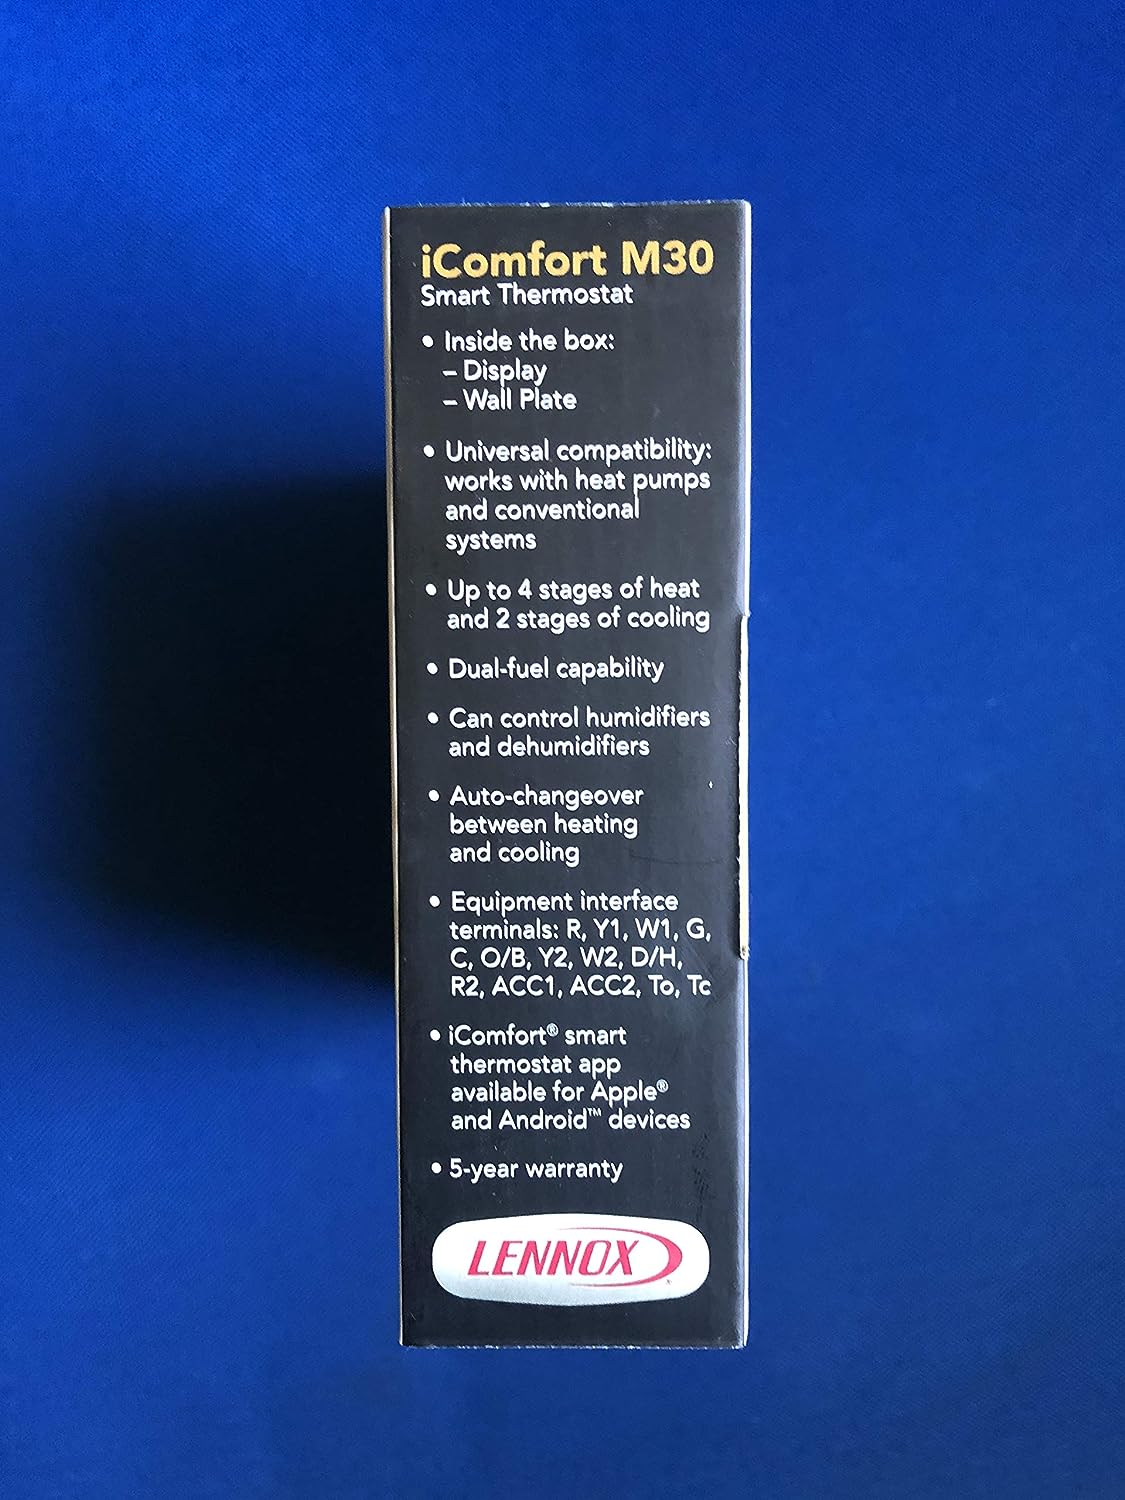 iComfort M30
Smart Thermostat
• Inside the box:
– Display
– Wall Plate
• Universal compatibility:
works with heat pumps
and conventional
systems
• Up to 4 stages of heat
and 2 stages of cooling
• Dual-fuel capability
• Can control humidifiers
and dehumidifiers
• Auto-changeover
between heating
and cooling
• Equipment interface
terminals: R, Y1, W1, G,
C, O/B, Y2, W2, D/H,
R2, ACC1, ACC2, To, Tc
• iComfort® smart
thermostat app
available for Apple®
and Android™ devices
• 5-year warranty
LENNOX